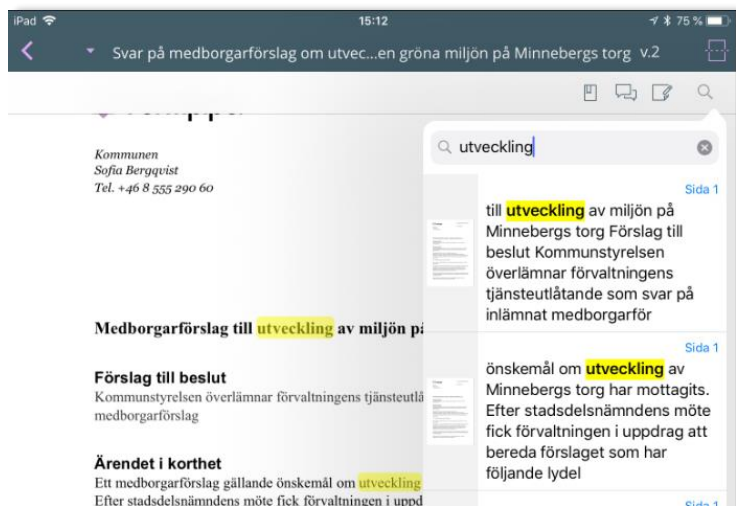 iPad 15:12 75 %
Svar på medborgarförslag om utvec...en gröna miljön på Minnebergs torg v.2
Kommunen
Sofia Bergqvist
Tel. +46 8 555 290 60
Medborgarförslag till utveckling av miljön på
Förslag till beslut
Kommunstyrelsen överlämnar förvaltningens tjänsteutlå
medborgarförslag
Ärendet i korthet
Ett medborgarförslag gällande önskemål om utveckling
Efter stadsdelsnämndens möte fick förvaltningen i uppd
utveckling
Sida 1
till utveckling av miljön på
Minnebergs torg Förslag till
beslut Kommunstyrelsen
överlämnar förvaltningens
tjänsteutlåtande som svar på
inlämnat medborgarför
Sida 1
önskemål om utveckling av
Minnebergs torg har mottagits.
Efter stadsdelsnämndens möte
fick förvaltningen i uppdrag att
bereda förslaget som har
följande lydel
Sida 1